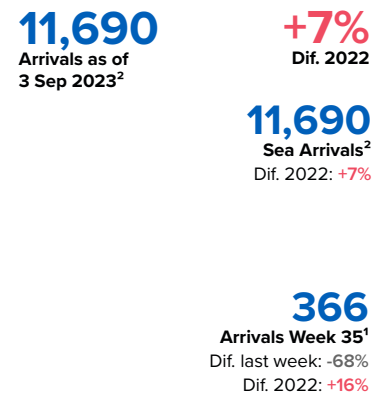 11,690
Arrivals as of
3 Sep 2023²
+7%
Dif. 2022
11,690
Sea Arrivals²
Dif. 2022: +7%
366
Arrivals Week 35¹
Dif. last week: -68%
Dif. 2022: +16%